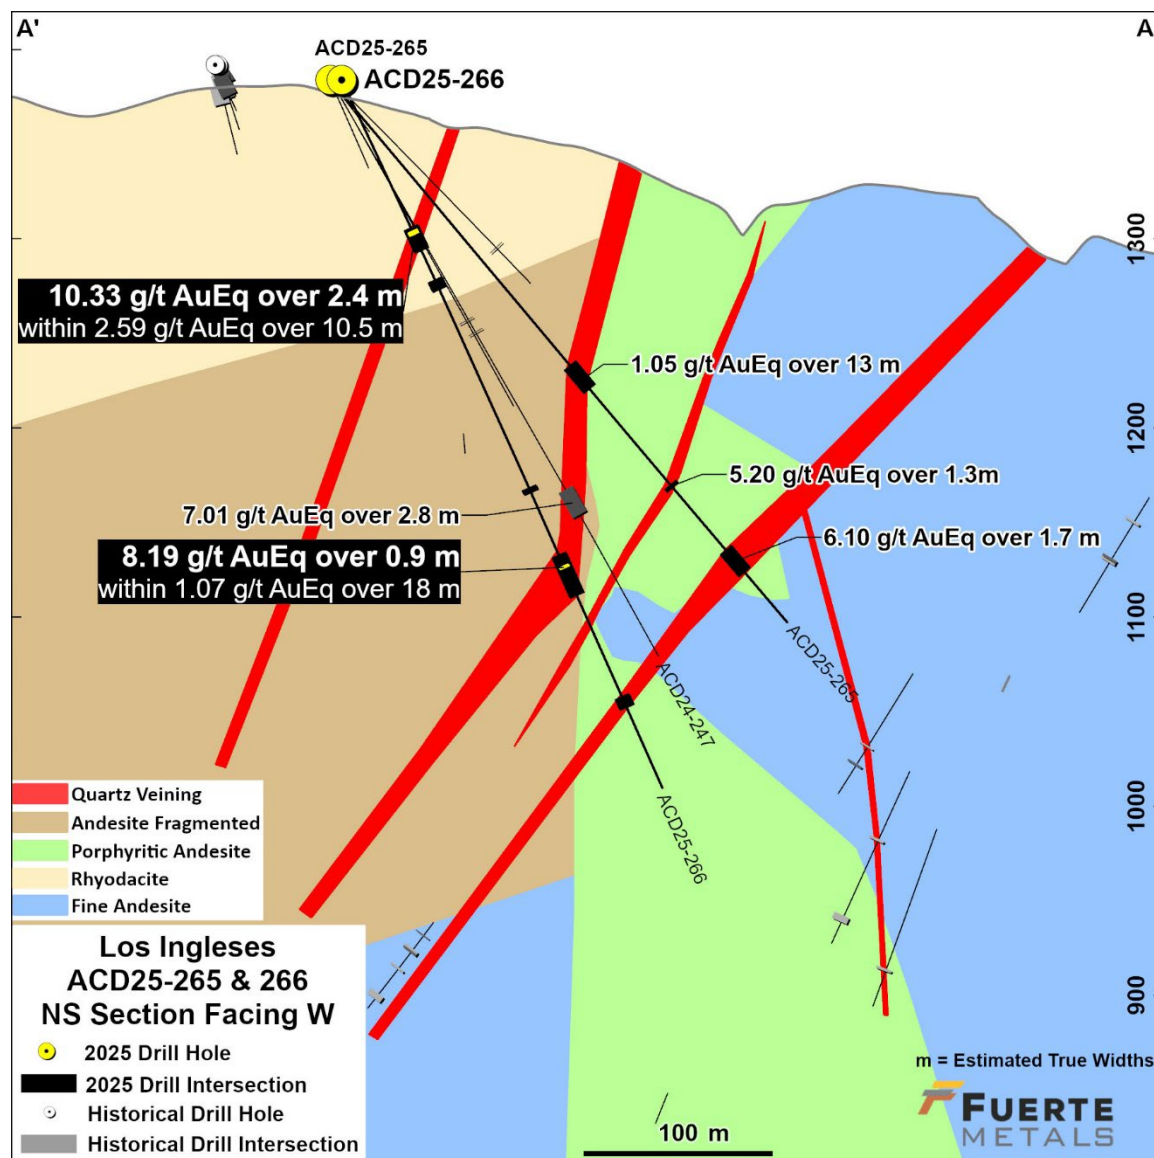 A'
A
ACD25-265
ACD25-266
1300
10.33 g/t AuEq over 2.4 m
within 2.59 g/t AuEq over 10.5 m
1.05 g/t AuEq over 13 m
1200
5.20 g/t AuEq over 1.3m
7.01 g/t AuEq over 2.8 m
6.10 g/t AuEq over 1.7 m
8.19 g/t AuEq over 0.9 m
within 1.07 g/t AuEq over 18 m
1100
ACD25-265
ACD24-247
ACD25-266
1000
900
Quartz Veining
Andesite Fragmented
Porphyritic Andesite
Rhyodacite
Fine Andesite
Los Ingleses
ACD25-265 & 266
NS Section Facing W
2025 Drill Hole
2025 Drill Intersection
Historical Drill Hole
Historical Drill Intersection
100 m
m = Estimated True Widths
FUERTE
METALS